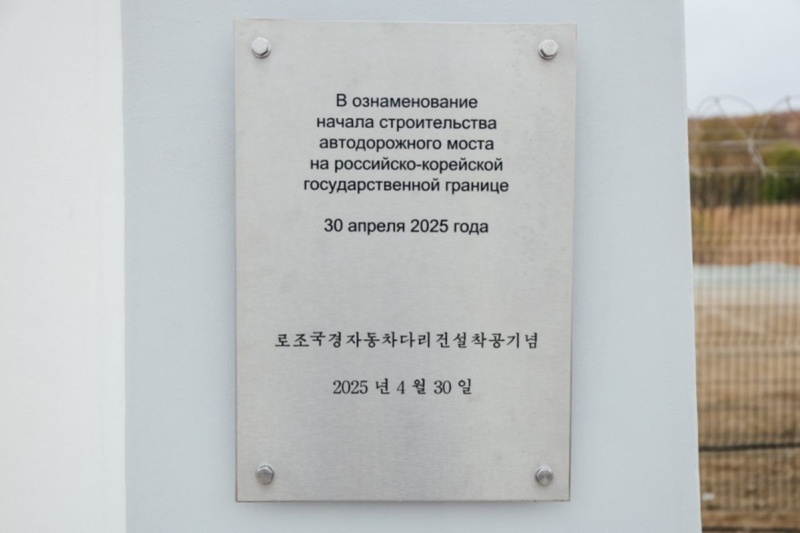 В ознаменование
начала строительства
автодорожного моста
на российско-корейской
государственной границе
30 апреля 2025 года
로조국경자동차다리건설착공기념
2025 년 4 월 30 일